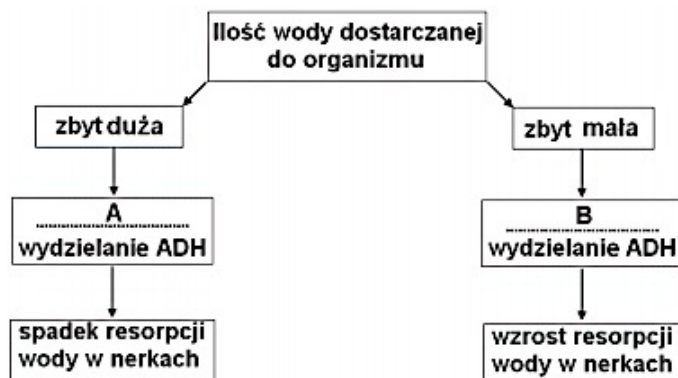 Ilość wody dostarczanej
do organizmu
zbyt duża
zbyt mała
A
wydzielanie ADH
B
wydzielanie ADH
spadek resorpcji
wody w nerkach
wzrost resorpcji
wody w nerkach